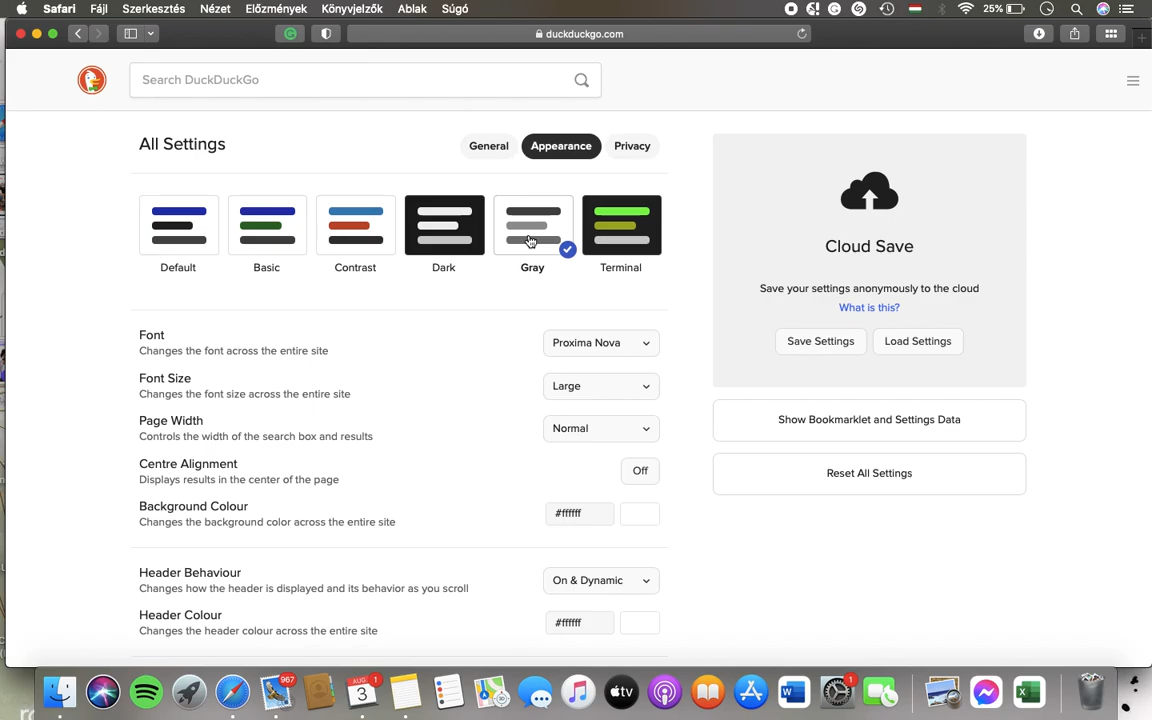 Safari Fájl Szerkesztés Nézet Előzmények Könyvjelzők Ablak Súgó 25%
duckduckgo.com
Search DuckDuckGo
All Settings General Appearance Privacy
Default Basic Contrast Dark Gray Terminal
Font
Changes the font across the entire site
Proxima Nova
Font Size
Changes the font size across the entire site
Large
Page Width
Controls the width of the search box and results
Normal
Centre Alignment
Displays results in the center of the page
Off
Background Colour
Changes the background color across the entire site
#ffffff
Header Behaviour
Changes how the header is displayed and its behavior as you scroll
On & Dynamic
Header Colour
Changes the header colour across the entire site
#ffffff
Cloud Save
Save your settings anonymously to the cloud
What is this?
Save Settings Load Settings
Show Bookmarklet and Settings Data
Reset All Settings
967
AUG. 3 1
tv
W
1
X